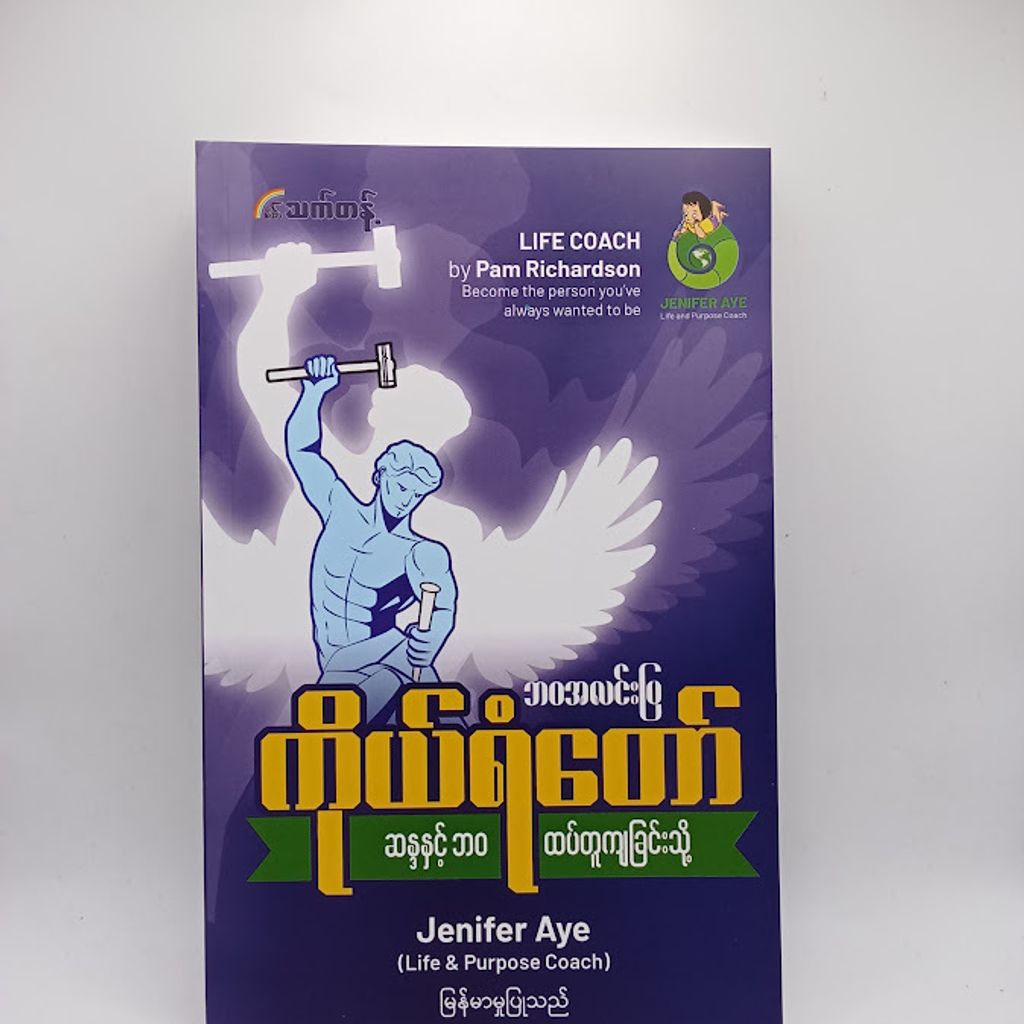 သက်တန့်
LIFE COACH
by Pam Richardson
Become the person you've
always wanted to be
JENIFER AYE
Life and Purpose Coach
ဘဝအလင်းပြ
ကိုယ်ရံတော်
ဆန္ဒနှင့် ဘဝ ထပ်တူကျခြင်းသို့
Jenifer Aye
(Life & Purpose Coach)
မြန်မာမှုပြုသည်